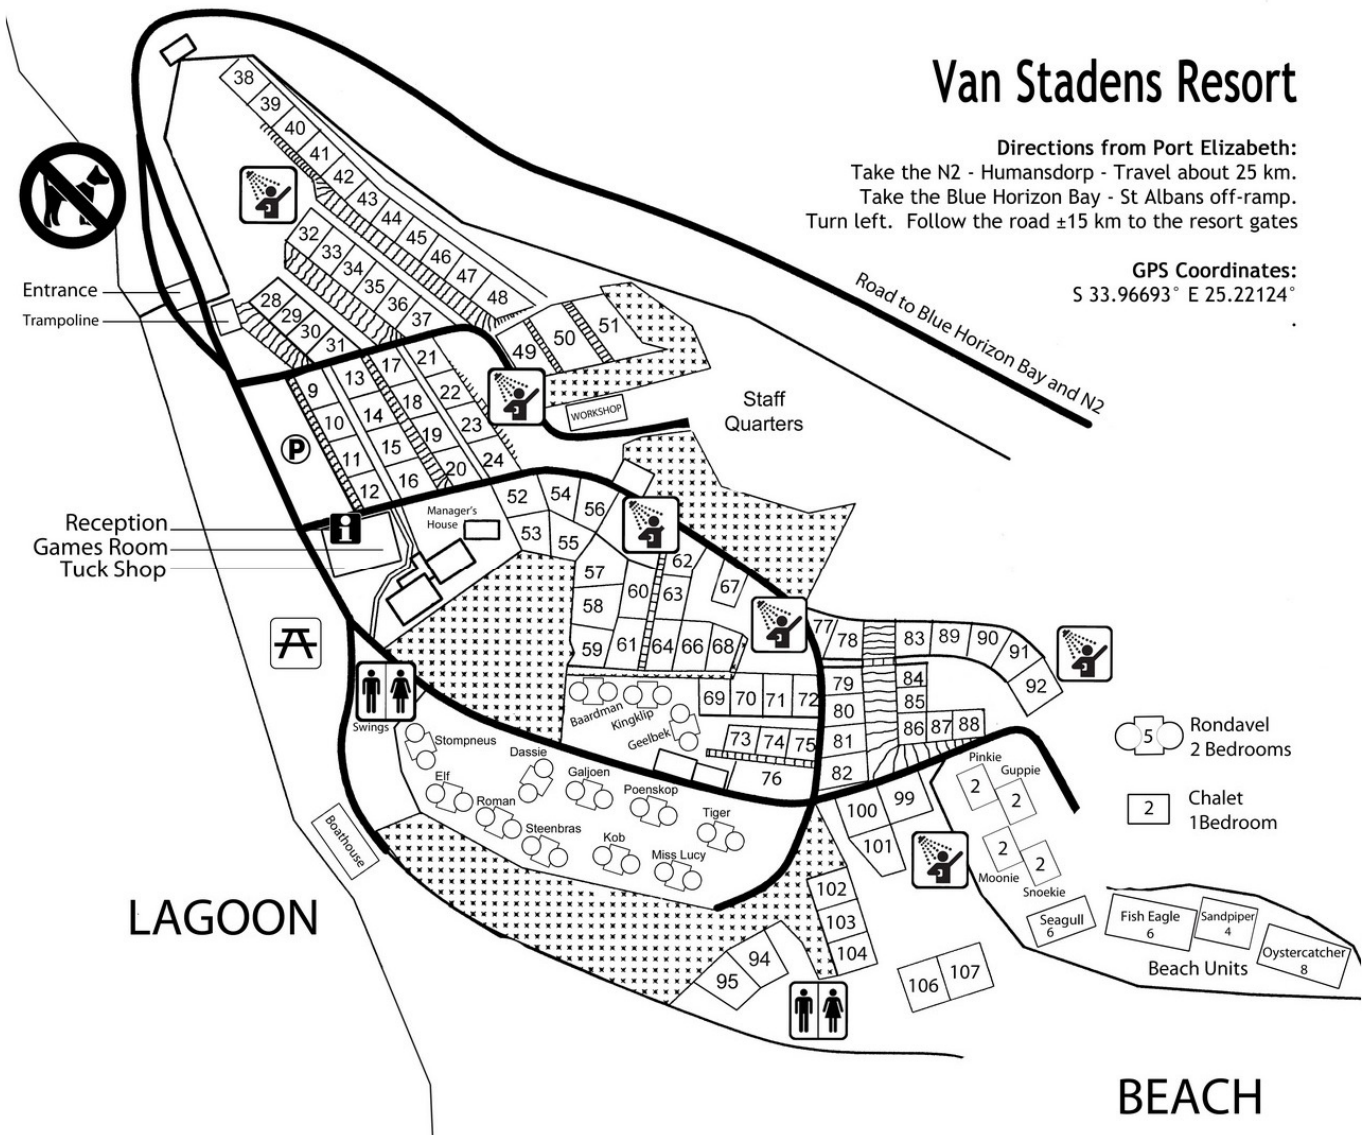 Van Stadens Resort
Directions from Port Elizabeth:
Take the N2 - Humansdorp - Travel about 25 km.
Take the Blue Horizon Bay - St Albans off-ramp.
Turn left. Follow the road ±15 km to the resort gates
GPS Coordinates:
S 33.96693° E 25.22124°
.
Road to Blue Horizon Bay and N2
38
39
40
41
42
43
44
45
46
47
48
32
33
34
35
36
37
28
29
30
31
49
50
51
Entrance
Trampoline
WORKSHOP
Staff
Quarters
9
10
11
12
13
14
15
16
17
18
19
20
21
22
23
24
P
Reception
Games Room
Tuck Shop
i
Manager's
House
52
53
54
55
56
57
58
59
60
61
62
63
64
66
67
68
69
70
71
72
73
74
75
76
77
78
79
80
81
82
83
84
85
86
87
88
89
90
91
92
Swings
Baardman
Kingklip
Geelbek
Stompneus
Dassie
Elf
Galjoen
Roman
Poenskop
Steenbras
Tiger
Kob
Miss Lucy
Boathouse
99
100
101
102
103
104
94
95
106
107
Pinkie
2
Guppie
2
2
Moonie
2
Snoekie
5
Rondavel
2 Bedrooms
2
Chalet
1Bedroom
Seagull
6
Fish Eagle
6
Sandpiper
4
Oystercatcher
8
Beach Units
LAGOON
BEACH